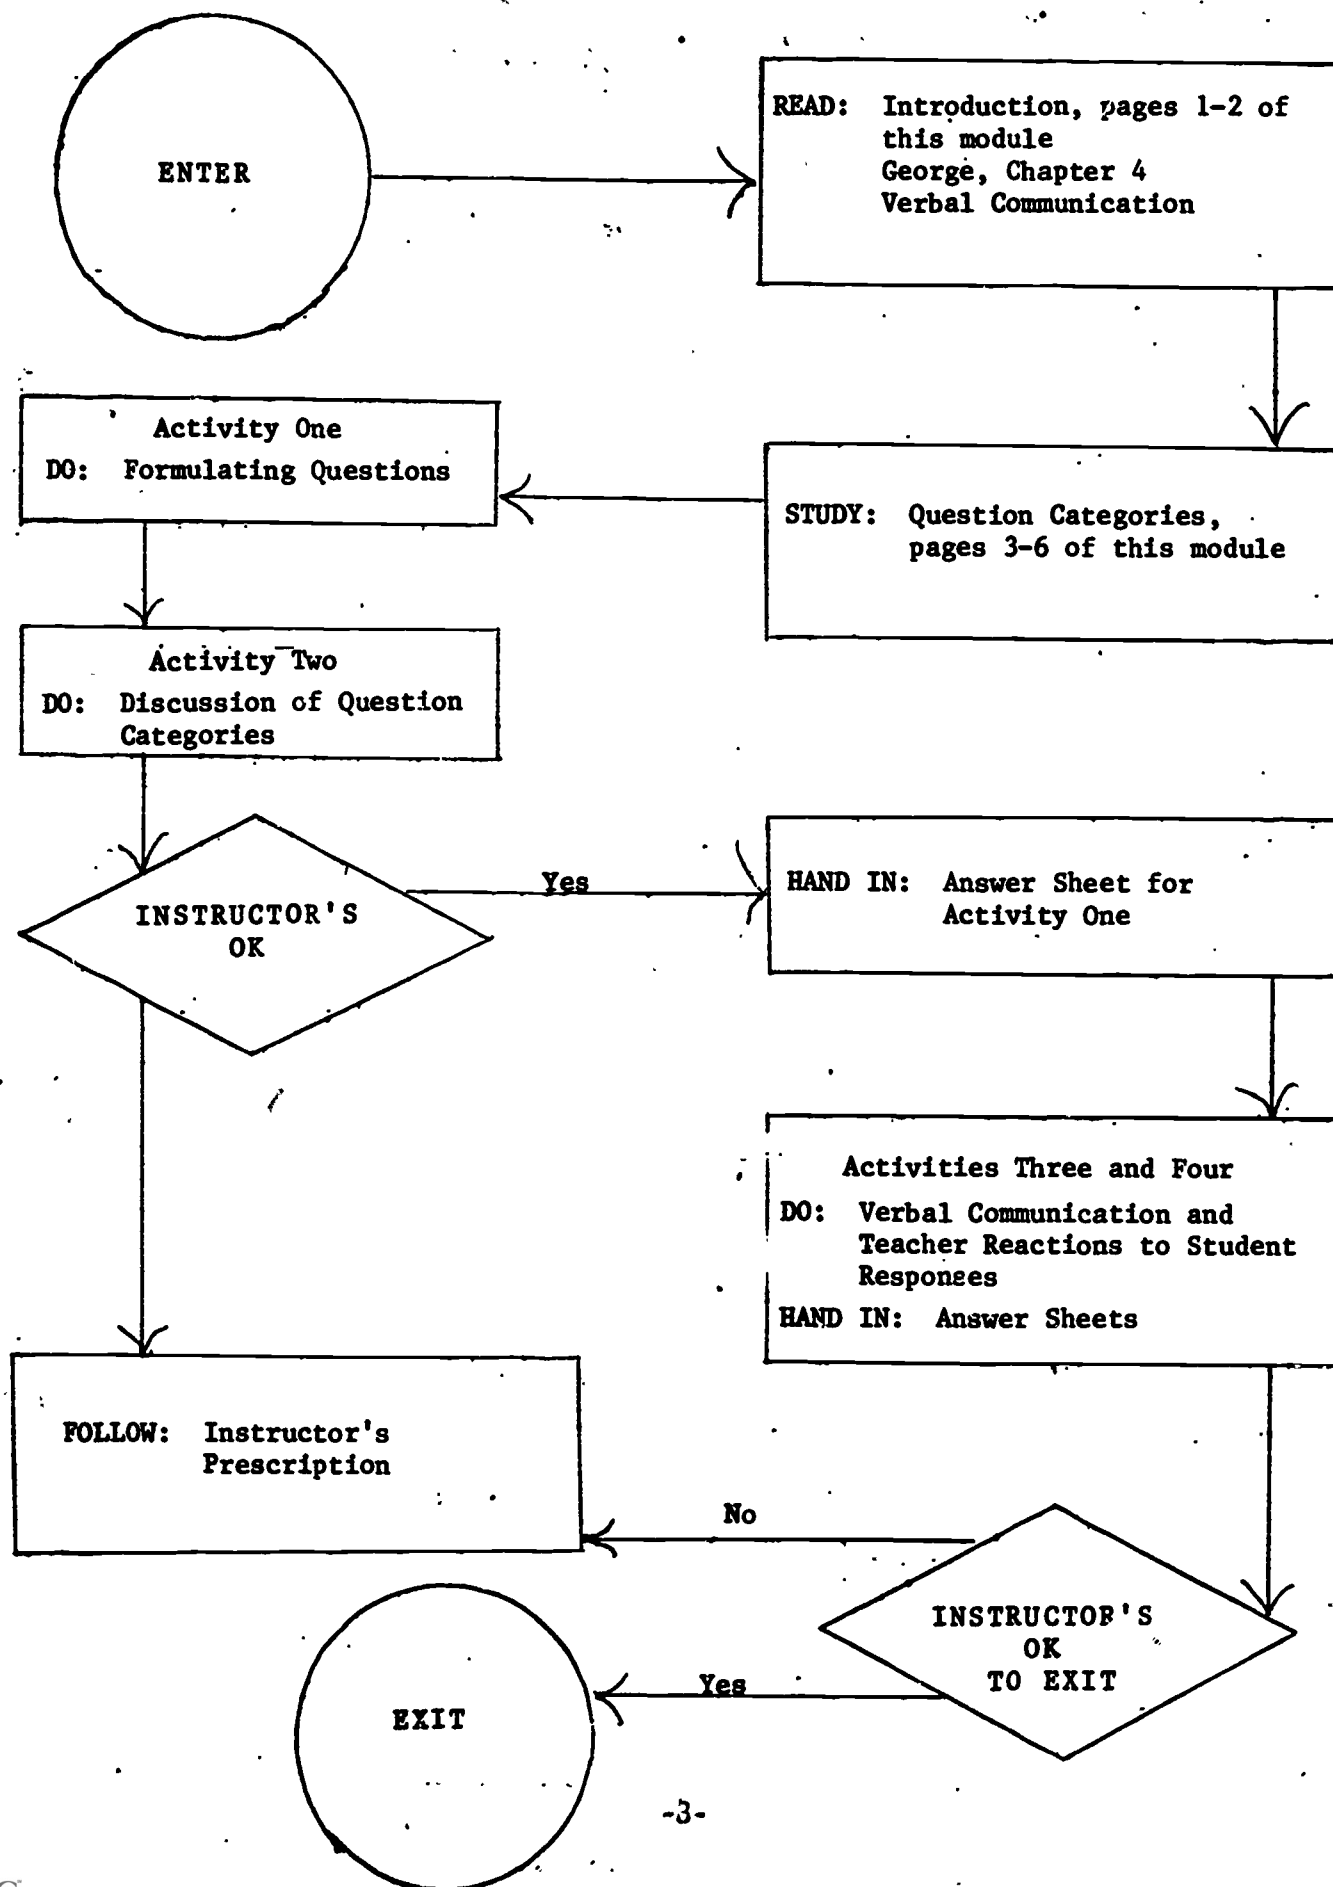 ENTER
READ: Introduction, pages 1-2 of
this module
George, Chapter 4
Verbal Communication
STUDY: Question Categories,
pages 3-6 of this module
Activity One
DO: Formulating Questions
Activity Two
DO: Discussion of Question
Categories
INSTRUCTOR'S
OK
Yes
HAND IN: Answer Sheet for
Activity One
Activities Three and Four
DO: Verbal Communication and
Teacher Reactions to Student
Responses
HAND IN: Answer Sheets
FOLLOW: Instructor's
Prescription
No
INSTRUCTOR'S
OK
TO EXIT
Yes
EXIT
-3-